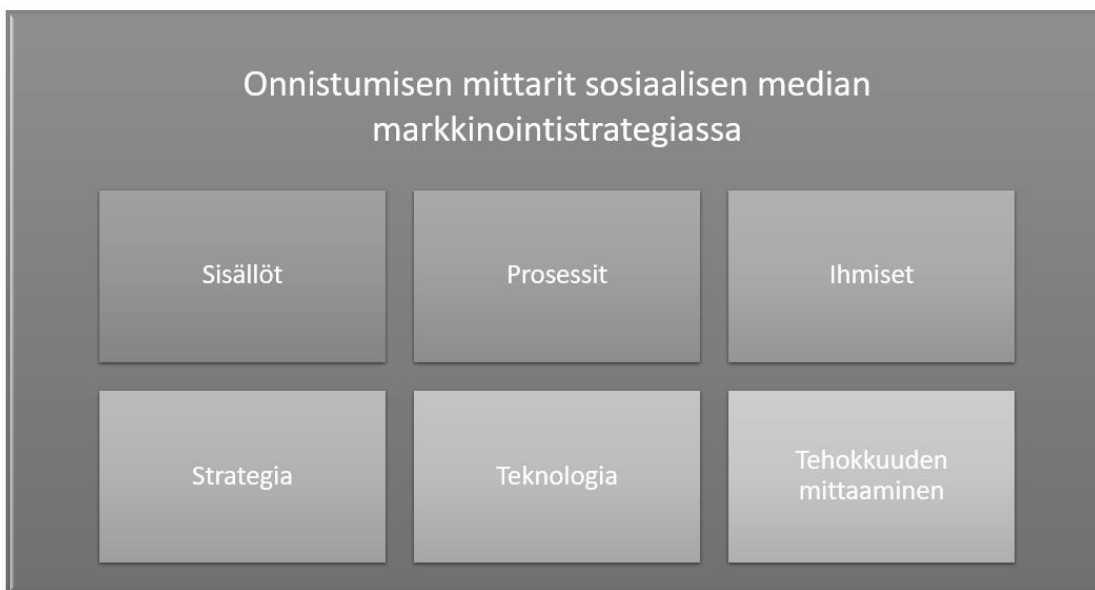 Onnistumisen mittarit sosiaalisen median
markkinointistrategiassa
Sisällöt
Prosessit
Ihmiset
Strategia
Teknologia
Tehokkuuden
mittaaminen